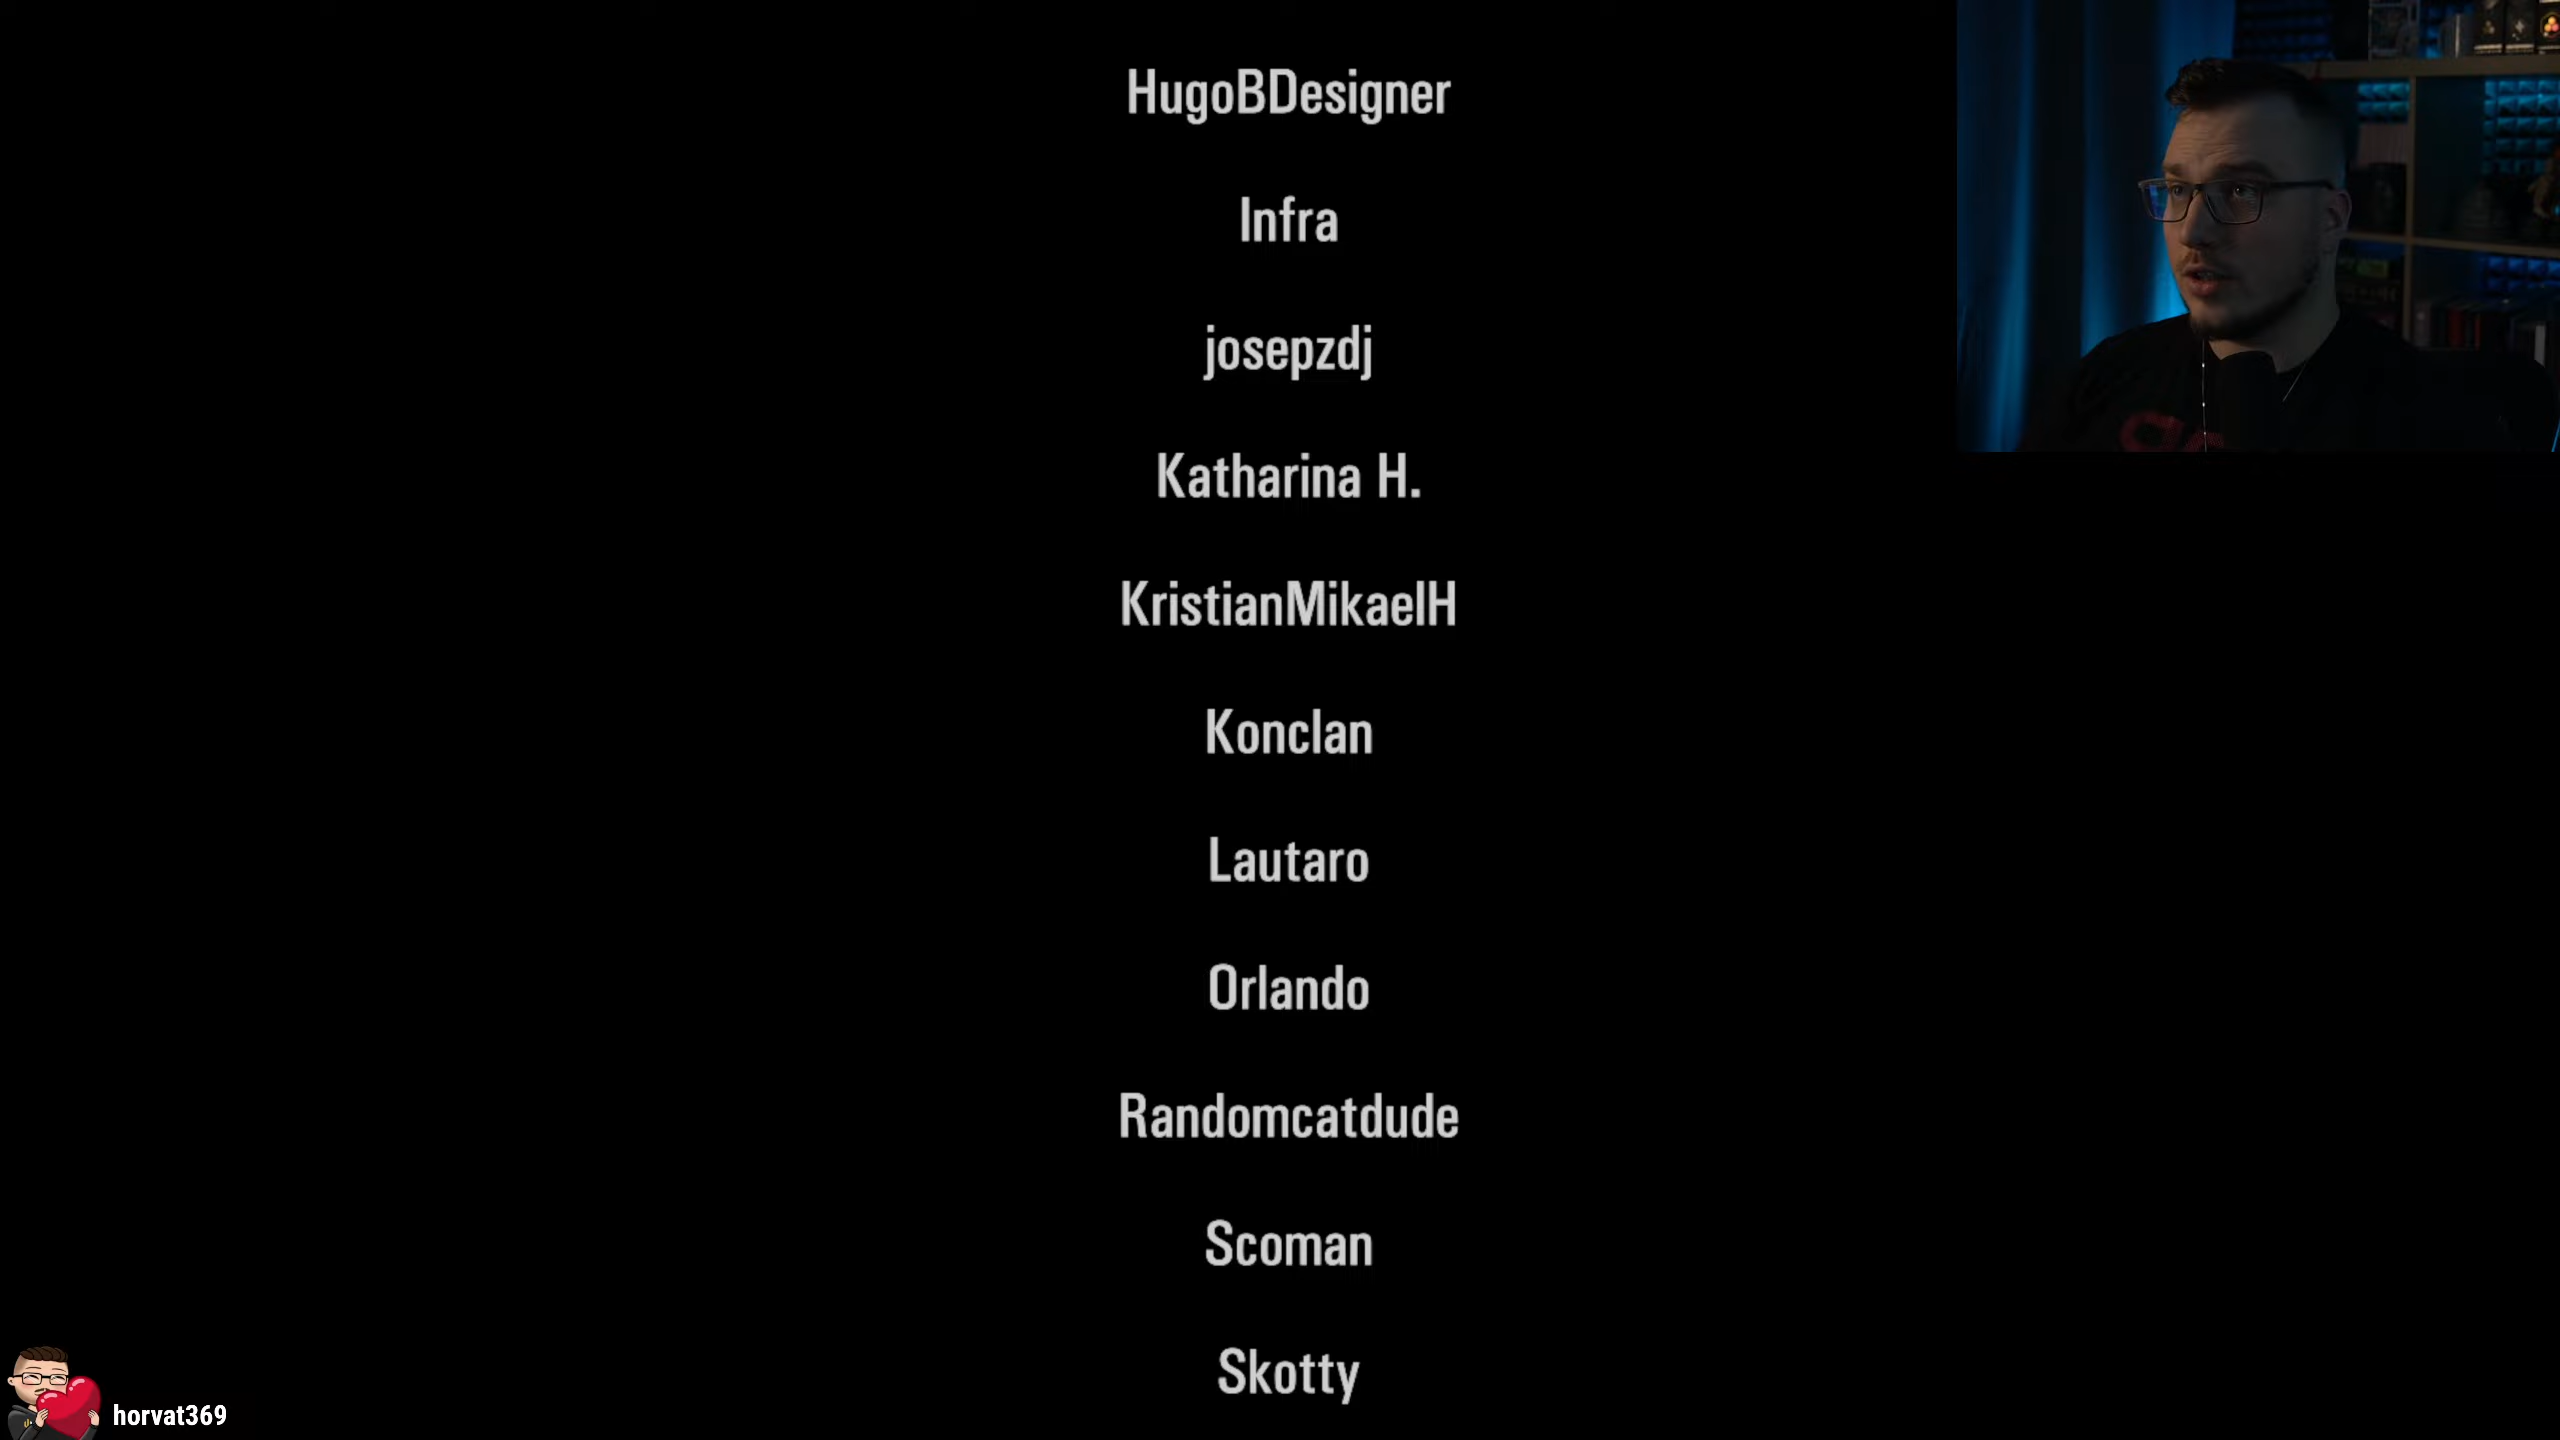 HugoBDesigner
Infra
josepzdj
Katharina H.
KristianMikaelH
Konclan
Lautaro
Orlando
Randomcatdude
Scoman
Skotty
horvat369